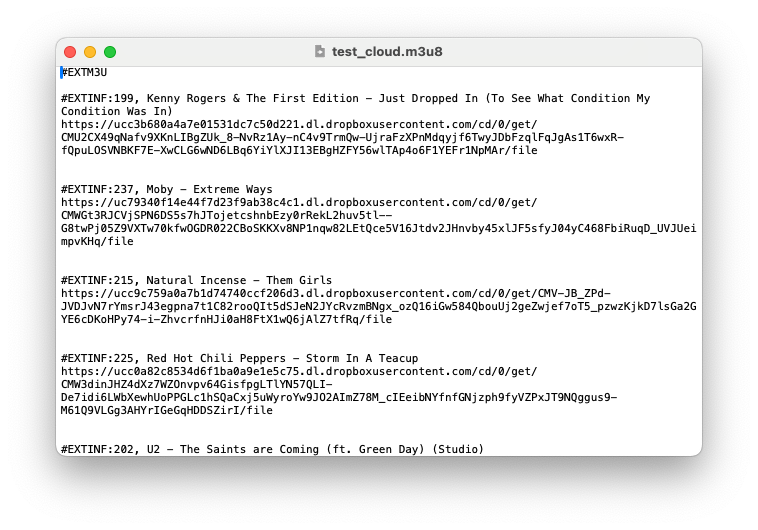 test_cloud.m3u8
#EXTM3U
#EXTINF:199, Kenny Rogers & The First Edition – Just Dropped In (To See What Condition My
Condition Was In)
https://ucc3b680a4a7e01531dc7c50d221.dl.dropboxusercontent.com/cd/0/get/
CMU2CX49qNafv9XKnLIBgZUk_8–NvRz1Ay–nC4v9TrmQw–UjraFzXPnMdqyjf6TwyJDbFzqlFqJgAs1T6wxR–
fQpuLOSVNBKF7E–XwCLG6wND6LBq6YiYlXJI13EBgHZFY56wlTAp4o6F1YEFr1NpMAr/file
#EXTINF:237, Moby – Extreme Ways
https://uc79340f14e44f7d23f9ab38c4c1.dl.dropboxusercontent.com/cd/0/get/
CMWGt3RJCVjSPN6DS5s7hJTojetcshnbEzy0rRekL2huv5tl––
G8twPj05Z9VXTw70kfwOGDR022CBoSKKXv8NP1nqw82LEtQce5V16Jtdv2JHnvby45xlJF5sfyJ04yC468FbiRuqD_UVJUei
mpvKHq/file
#EXTINF:215, Natural Incense – Them Girls
https://ucc9c759a0a7b1d74740ccf206d3.dl.dropboxusercontent.com/cd/0/get/CMV–JB_ZPd–
JVDJvN7rYmsrJ43egpna7t1C82rooQIt5dSJeN2JYcRvzmBNgx_ozQ16iGw584QbouUj2geZwjef7oT5_pzwzKjkD7lsGa2G
YE6cDKoHPy74–i–ZhvcrfnHJi0aH8FtX1wQ6jAlZ7tfRq/file
#EXTINF:225, Red Hot Chili Peppers – Storm In A Teacup
https://ucc0a82c8534d6f1ba0a9e1e5c75.dl.dropboxusercontent.com/cd/0/get/
CMW3dinJHZ4dXz7WZOnvpv64GisfpgLTlYN57QLI–
De7idi6LWbXewhUoPPGLc1hSQaCxj5uWyroYw9JO2AImZ78M_cIEeibNYfnfGNjzph9fyVZPxJT9NQggus9–
M61Q9VLGg3AHYrIGeGqHDDSZirI/file
#EXTINF:202, U2 – The Saints are Coming (ft. Green Day) (Studio)